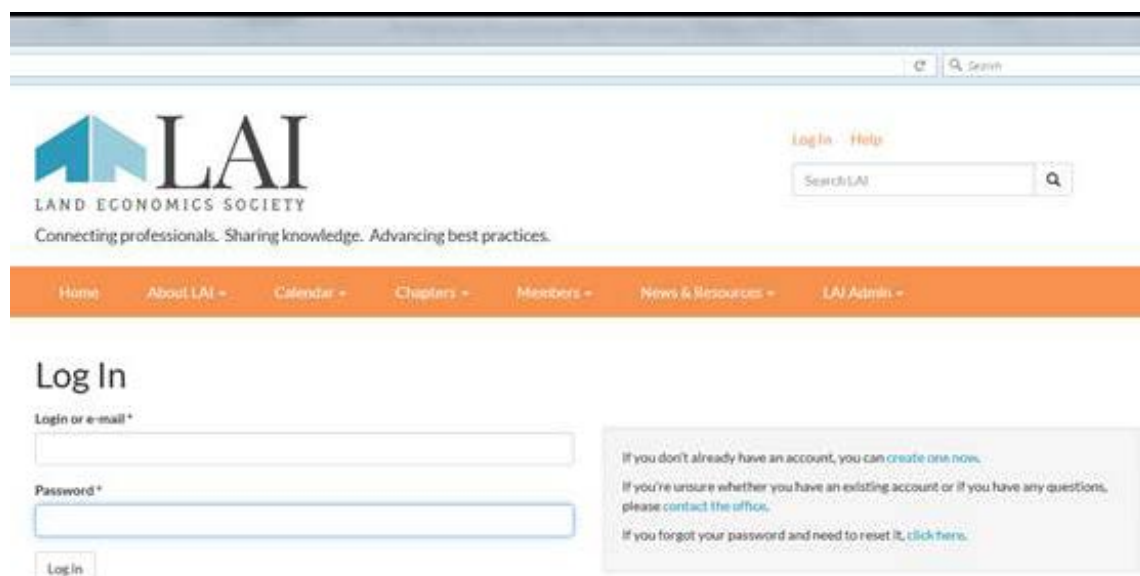 Search
LAI
LAND ECONOMICS SOCIETY
Connecting professionals. Sharing knowledge. Advancing best practices.
Log In Help
Search LAI
Home About LAI Calendar Chapters Members News & Resources LAI Admin
Log In
Login or e-mail *
Password *
Log in
If you don't already have an account, you can create one now.
If you're unsure whether you have an existing account or if you have any questions,
please contact the office.
If you forgot your password and need to reset it, click here.